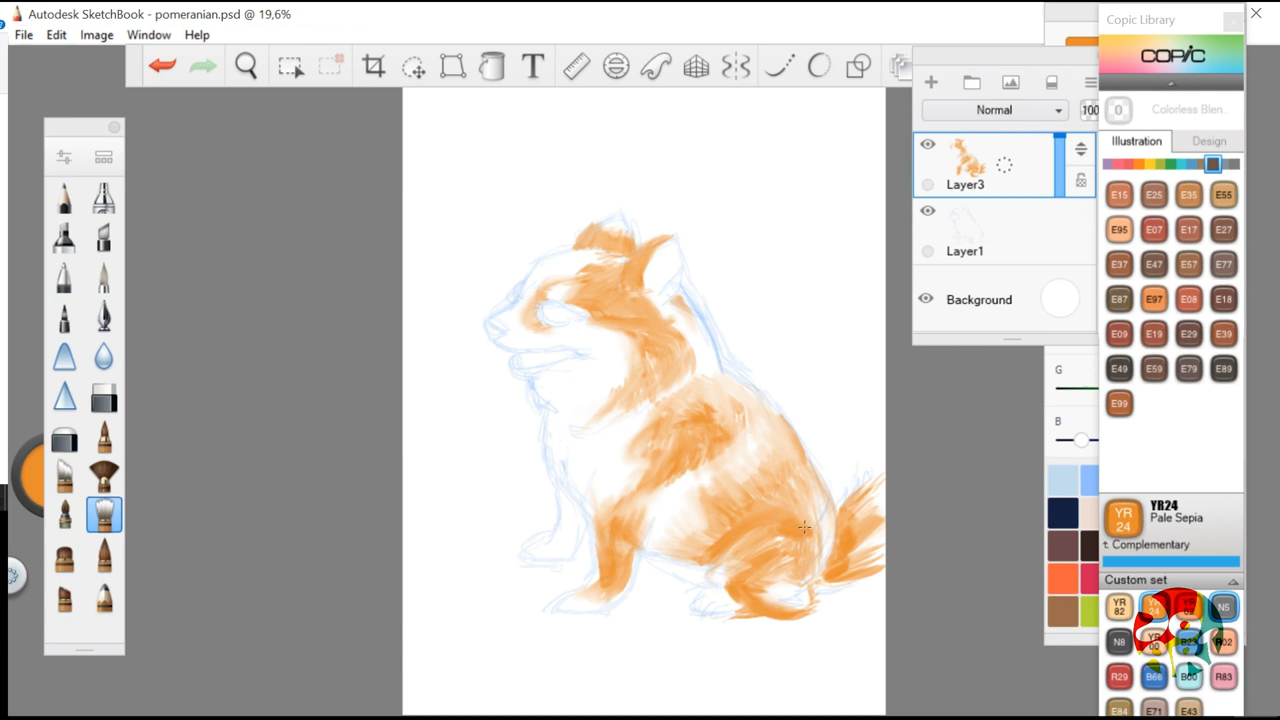 Autodesk SketchBook - pomeranian.psd @ 19,6%
File Edit Image Window Help
T
Normal
100
Layer3
Layer1
Background
G
B
Copic Library
COPIC
0 Colorless Blen..
Illustration Design
E15 E25 E35 E55
E95 E07 E17 E27
E37 E47 E57 E77
E87 E97 E08 E18
E09 E19 E29 E39
E49 E59 E79 E89
E99
YR 24
YR24
Pale Sepia
t. Complementary
Custom set
YR 82 N5
N8 YR 00
R29 B66 R83
E84 E71 E43